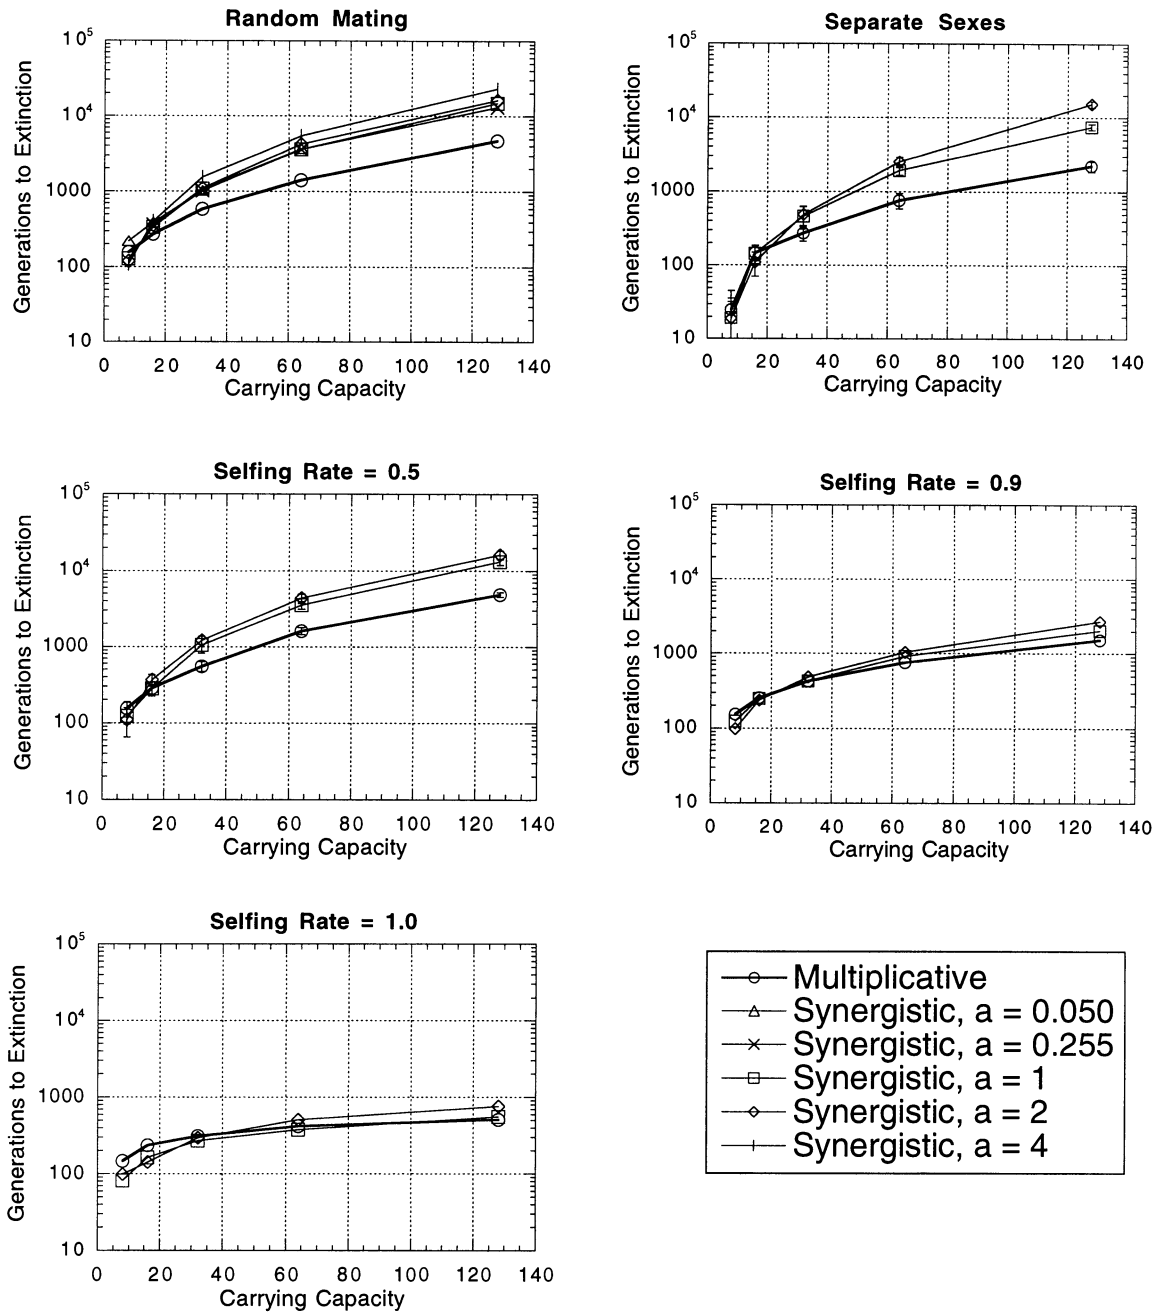 Random Mating
10^5
10^4
1000
100
10
Generations to Extinction
0 20 40 60 80 100 120 140
Carrying Capacity
Separate Sexes
10^5
10^4
1000
100
10
Generations to Extinction
0 20 40 60 80 100 120 140
Carrying Capacity
Selfing Rate = 0.5
10^5
10^4
1000
100
10
Generations to Extinction
0 20 40 60 80 100 120 140
Carrying Capacity
Selfing Rate = 0.9
10^5
10^4
1000
100
10
Generations to Extinction
0 20 40 60 80 100 120 140
Carrying Capacity
Selfing Rate = 1.0
10^5
10^4
1000
100
10
Generations to Extinction
0 20 40 60 80 100 120 140
Carrying Capacity
Multiplicative
Synergistic, a = 0.050
Synergistic, a = 0.255
Synergistic, a = 1
Synergistic, a = 2
Synergistic, a = 4